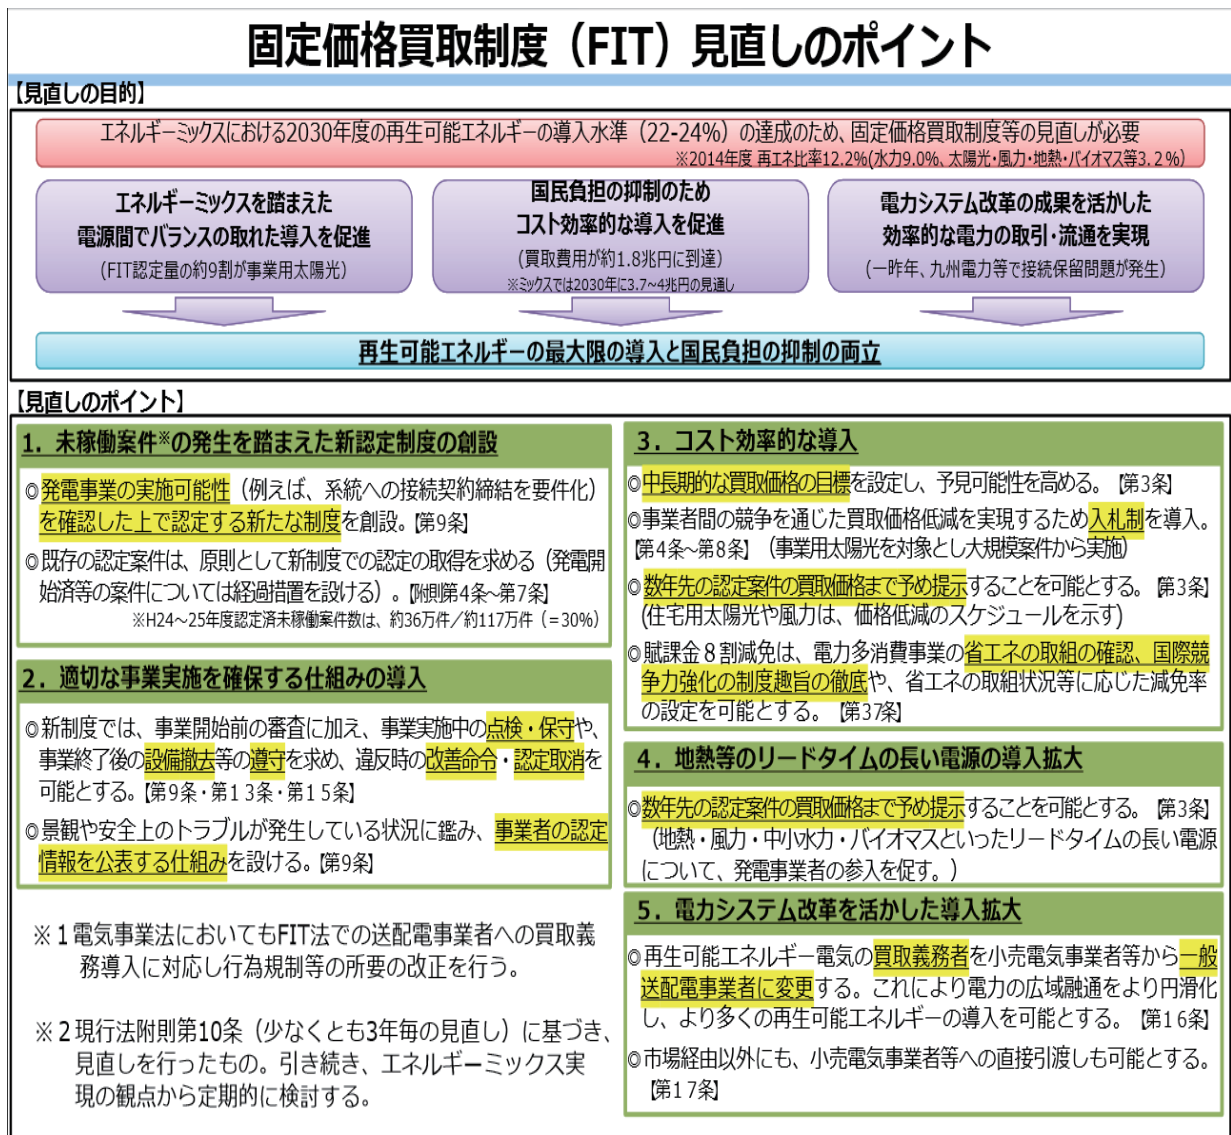 固定価格買取制度（FIT）見直しのポイント
【見直しの目的】
エネルギーミックスにおける2030年度の再生可能エネルギーの導入水準（22-24%）の達成のため、固定価格買取制度等の見直しが必要
※2014年度 再エネ比率12.2%(水力9.0%、太陽光・風力・地熱・バイオマス等3.2％）
エネルギーミックスを踏まえた
電源間でバランスの取れた導入を促進
(FIT認定量の約9割が事業用太陽光）
国民負担の抑制のため
コスト効率的な導入を促進
(買取費用が約1.8兆円に到達）
※ミックスでは2030年に3.7~4兆円の見通し
電力システム改革の成果を活かした
効率的な電力の取引・流通を実現
(一昨年、九州電力等で接続保留問題が発生）
再生可能エネルギーの最大限の導入と国民負担の抑制の両立
【見直しのポイント】
1．未稼働案件※の発生を踏まえた新認定制度の創設
◎発電事業の実施可能性（例えば、系統への接続契約締結を要件化）
を確認した上で認定する新たな制度を創設。【第9条】
◎既存の認定案件は、原則として新制度での認定の取得を求める（発電開
始済等の案件については経過措置を設ける）。【附則第4条~第7条】
※H24～25年度認定済未稼働案件数は、約36万件／約117万件（=30%）
2．適切な事業実施を確保する仕組みの導入
◎新制度では、事業開始前の審査に加え、事業実施中の点検・保守や、
事業終了後の設備撤去等の遵守を求め、違反時の改善命令・認定取消を
可能とする。【第9条・第13条・第15条】
◎景観や安全上のトラブルが発生している状況に鑑み、事業者の認定
情報を公表する仕組みを設ける。【第9条】
※１電気事業法においてもFIT法での送配電事業者への買取義
務導入に対応し行為規制等の所要の改正を行う。
※２現行法附則第10条（少なくとも3年毎の見直し）に基づき、
見直しを行ったもの。引き続き、エネルギーミックス実
現の観点から定期的に検討する。
3．コスト効率的な導入
◎中長期的な買取価格の目標を設定し、予見可能性を高める。【第3条】
◎事業者間の競争を通じた買取価格低減を実現するため入札制を導入。
【第4条~第8条】（事業用太陽光を対象とし大規模案件から実施）
◎数年先の認定案件の買取価格まで予め提示することを可能とする。【第3条】
(住宅用太陽光や風力は、価格低減のスケジュールを示す)
◎賦課金８割減免は、電力多消費事業の省エネの取組の確認、国際競
争力強化の制度趣旨の徹底や、省エネの取組状況等に応じた減免率
の設定を可能とする。【第37条】
4．地熱等のリードタイムの長い電源の導入拡大
◎数年先の認定案件の買取価格まで予め提示することを可能とする。【第3条】
（地熱・風力・中小水力・バイオマスといったリードタイムの長い電源
について、発電事業者の参入を促す。）
5．電力システム改革を活かした導入拡大
◎再生可能エネルギー電気の買取義務者を小売電気事業者等から一般
送配電事業者に変更する。これにより電力の広域融通をより円滑化
し、より多くの再生可能エネルギーの導入を可能とする。【第16条】
◎市場経由以外にも、小売電気事業者等への直接引渡しも可能とする。
【第17条】